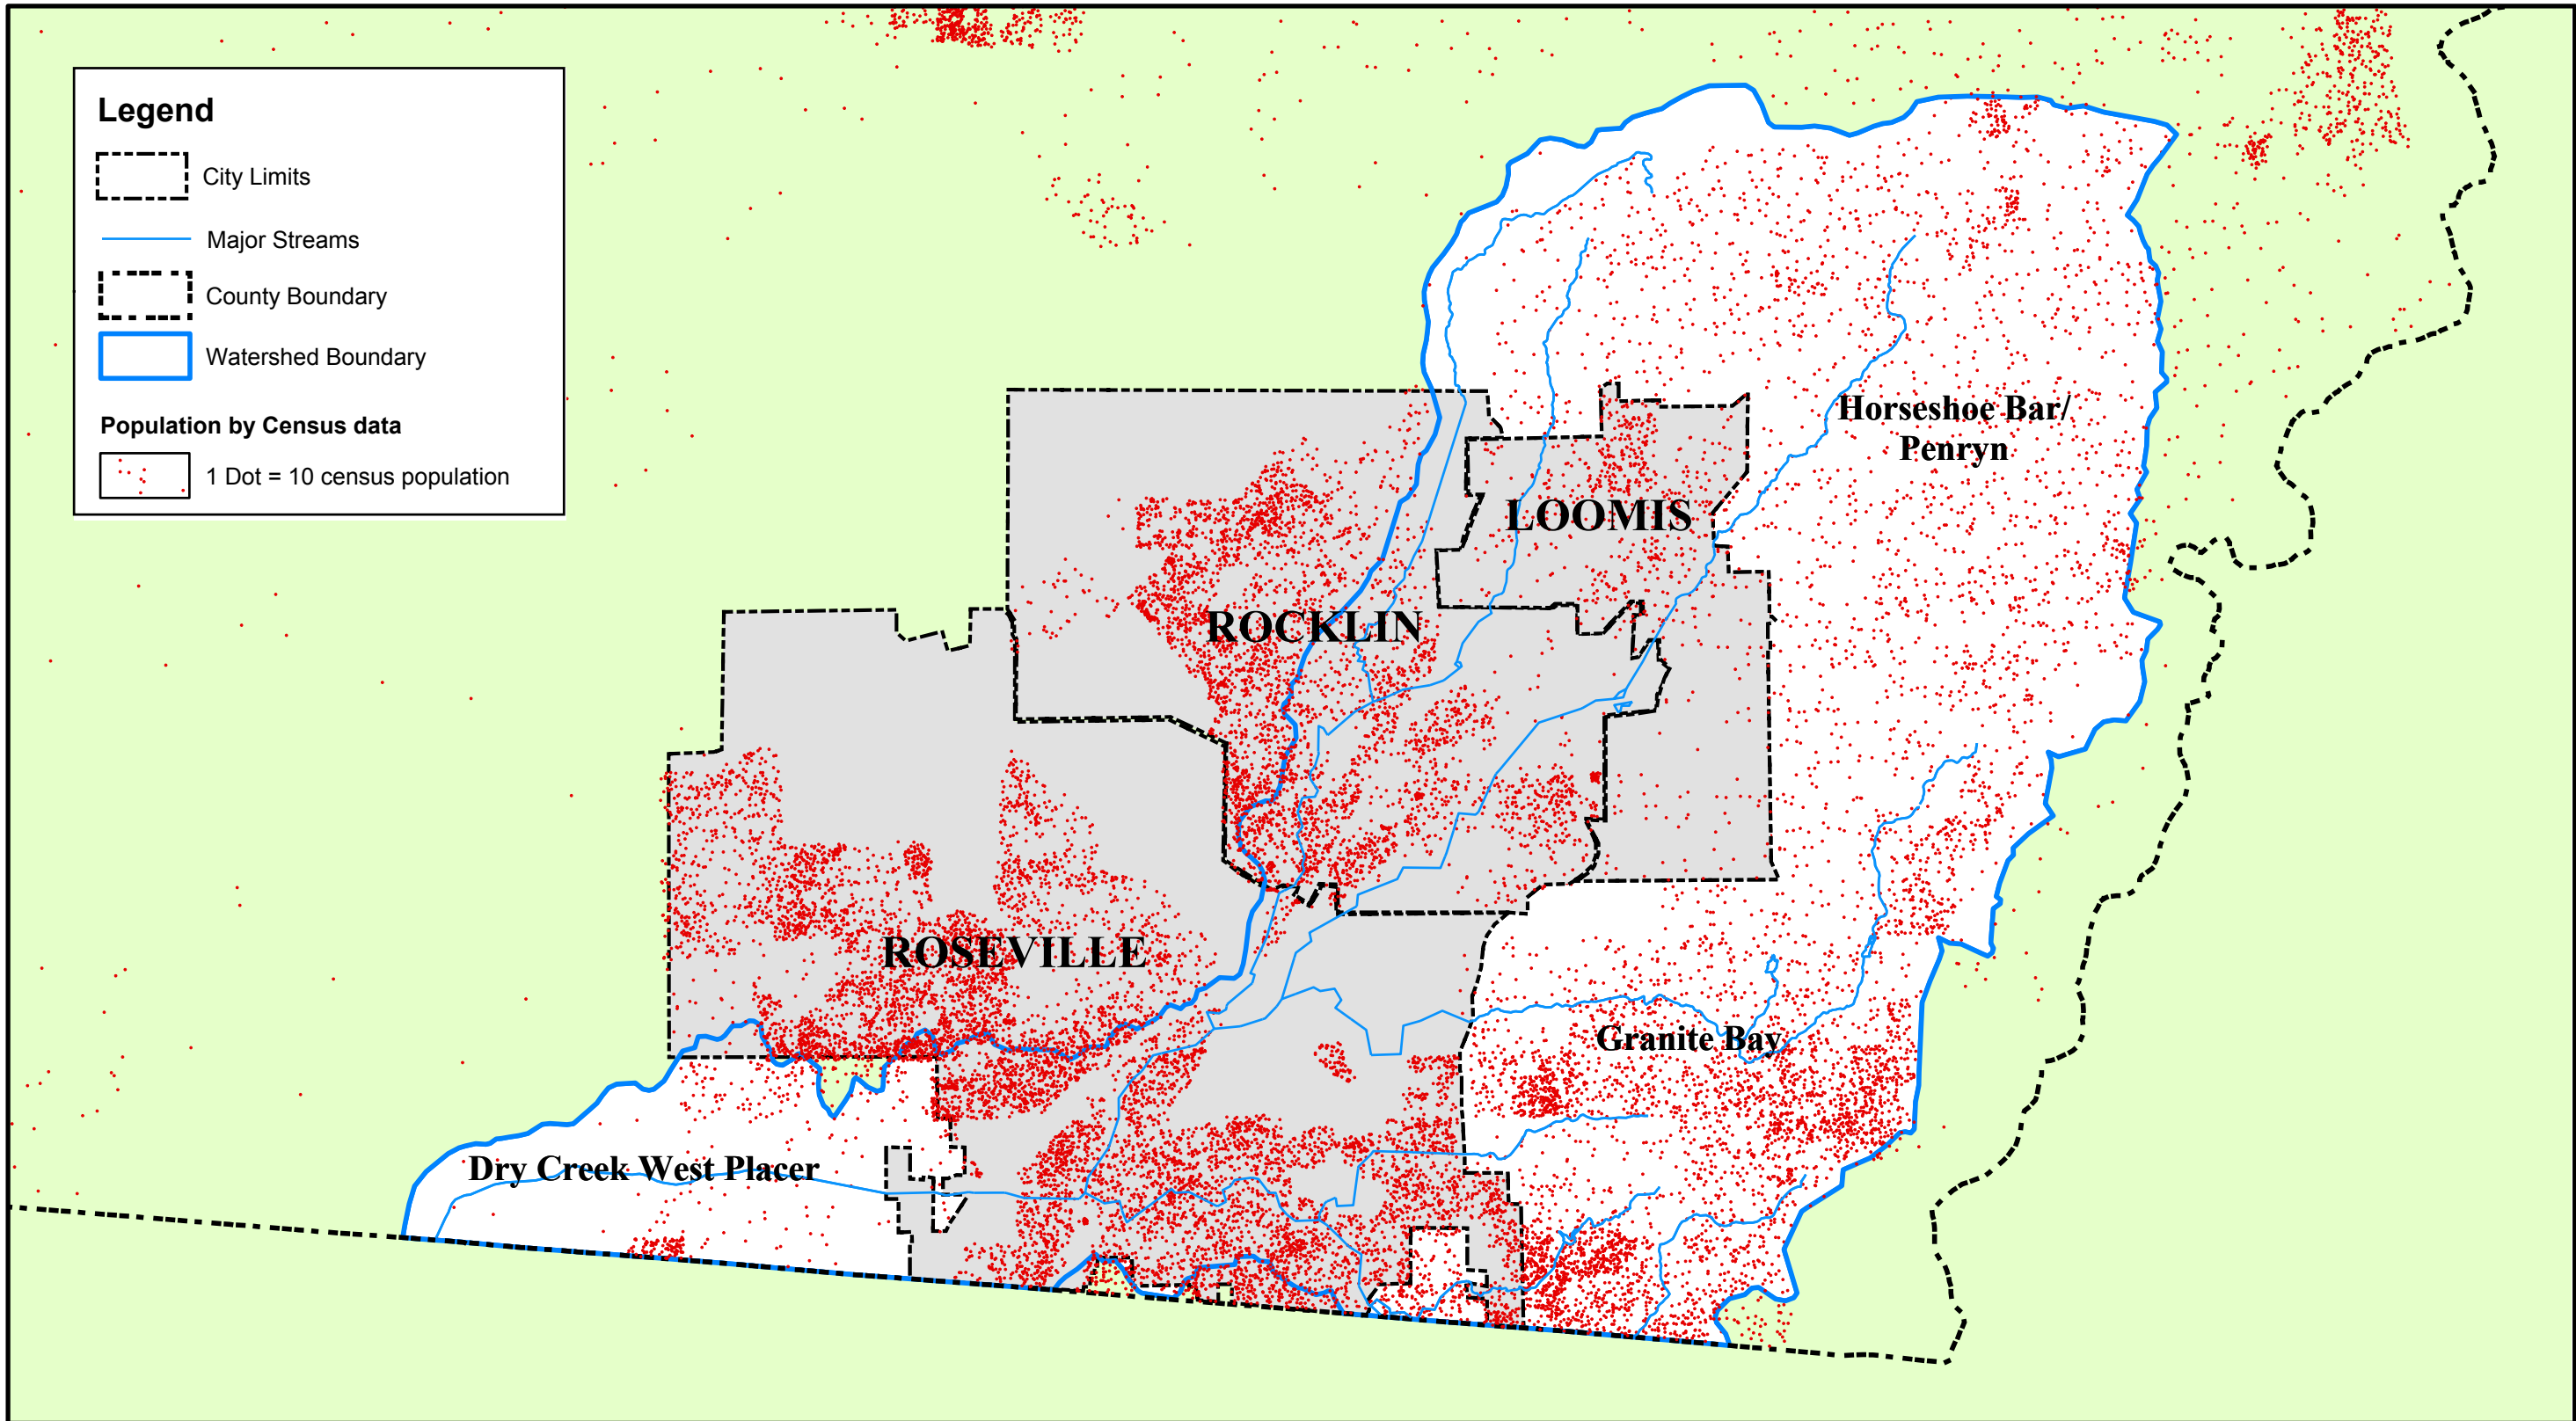 Legend
City Limits
Major Streams
County Boundary
Watershed Boundary
Population by Census data
1 Dot = 10 census population
Horseshoe Bar/
Penryn
LOOMIS
ROCKLIN
ROSEVILLE
Granite Bay
Dry Creek West Placer